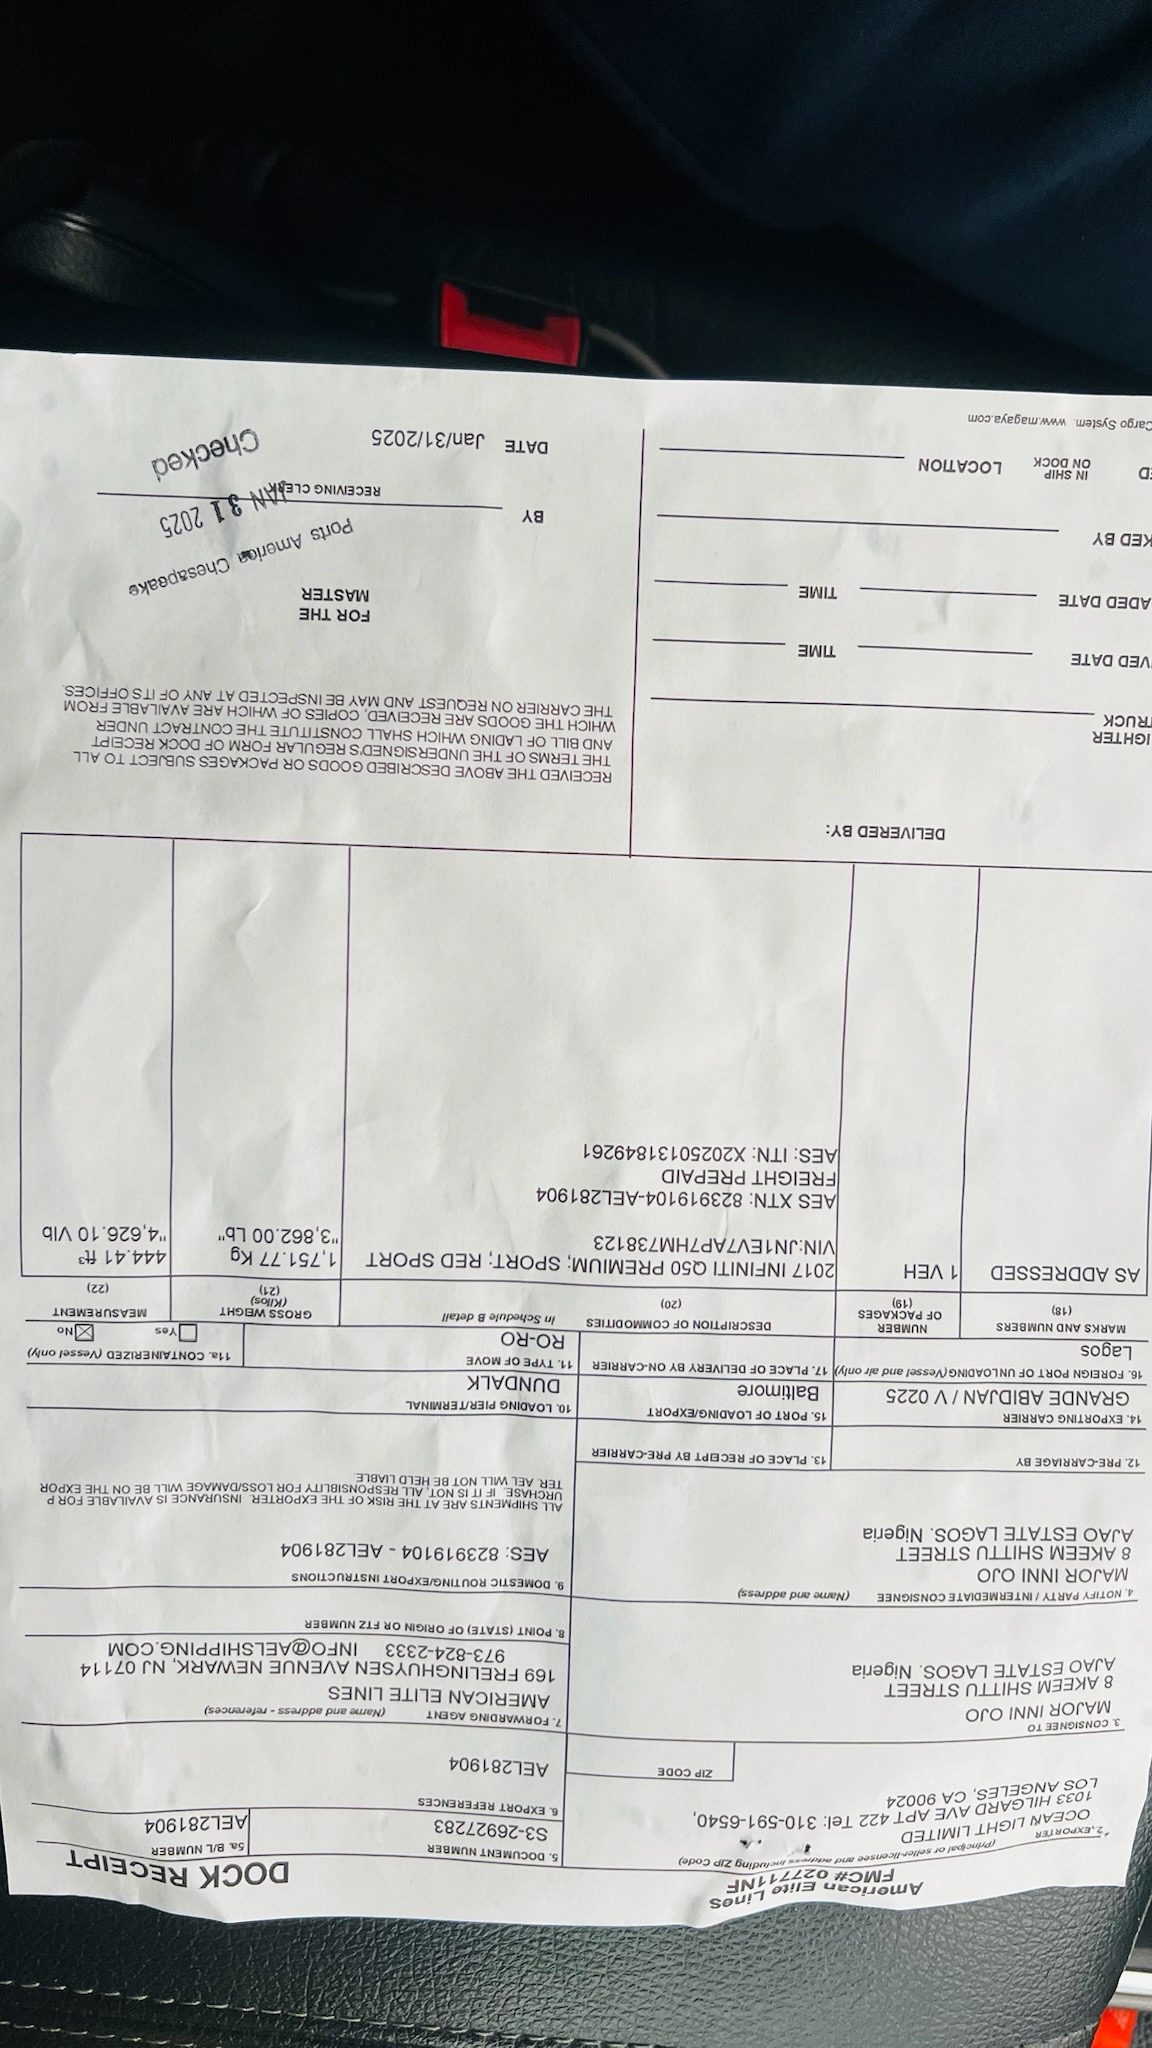 American Elite Lines
FMC# 027711NF
DOCK RECEIPT
2. EXPORTER (Principal or seller-licensee and address including Zip Code)
OCEAN LIGHT LIMITED
1033 HILGARD AVE APT 422 Tel: 310-591-6540,
LOS ANGELES, CA 90024
ZIP CODE
5. DOCUMENT NUMBER
S3-26927283
5a. B/L NUMBER
AEL281904
6. EXPORT REFERENCES
AEL281904
3. CONSIGNEE TO
MAJOR INNI OJO
8 AKEEM SHITTU STREET
AJAO ESTATE LAGOS. Nigeria
7. FORWARDING AGENT (Name and address - references)
AMERICAN ELITE LINES
169 FRELINGHUYSEN AVENUE NEWARK, NJ 07114
973-824-2333 INFO@AELSHIPPING.COM
8. POINT (STATE) OF ORIGIN OR FTZ NUMBER
4. NOTIFY PARTY / INTERMEDIATE CONSIGNEE (Name and address)
MAJOR INNI OJO
8 AKEEM SHITTU STREET
AJAO ESTATE LAGOS. Nigeria
9. DOMESTIC ROUTING/EXPORT INSTRUCTIONS
AES: 823919104 - AEL281904
ALL SHIPMENTS ARE AT THE RISK OF THE EXPORTER. INSURANCE IS AVAILABLE FOR P
URCHASE. IF IT IS NOT, ALL RESPONSIBLITY FOR LOSS/DAMAGE WILL BE ON THE EXPOR
TER. AEL WILL NOT BE HELD LIABLE.
12. PRE-CARRIAGE BY
13. PLACE OF RECEIPT BY PRE-CARRIER
14. EXPORTING CARRIER
GRANDE ABIDJAN / V 0225
15. PORT OF LOADING/EXPORT
Baltimore
10. LOADING PIER/TERMINAL
DUNDALK
16. FOREIGN PORT OF UNLOADING (Vessel and air only)
Lagos
17. PLACE OF DELIVERY BY ON-CARRIER
11. TYPE OF MOVE
RO-RO
11a. CONTAINERIZED (Vessel only)
Yes No
MARKS AND NUMBERS
(18)
NUMBER
OF PACKAGES
(19)
DESCRIPTION OF COMMODITIES in Schedule B detail
(20)
GROSS WEIGHT
(Kilos)
(21)
MEASUREMENT
(22)
AS ADDRESSED
1 VEH
2017 INFINITI Q50 PREMIUM; SPORT; RED SPORT
VIN:JN1EV7AP7HM738123
AES XTN: 823919104-AEL281904
FREIGHT PREPAID
AES: ITN: X20250131849261
1,751.77 Kg
"3,862.00 Lb"
444.41 ft³
"4,626.10 Vlb
DELIVERED BY:
IGHTER
RUCK
VED DATE TIME
ADED DATE TIME
KED BY
ED IN SHIP
ON DOCK LOCATION
Cargo System. www.magaya.com
RECEIVED THE ABOVE DESCRIBED GOODS OR PACKAGES SUBJECT TO ALL
THE TERMS OF THE UNDERSIGNED'S REGULAR FORM OF DOCK RECEIPT
AND BILL OF LADING WHICH SHALL CONSTITUTE THE CONTRACT UNDER
WHICH THE GOODS ARE RECEIVED, COPIES OF WHICH ARE AVAILABLE FROM
THE CARRIER ON REQUEST AND MAY BE INSPECTED AT ANY OF ITS OFFICES.
FOR THE
MASTER
Ports America Chesapeake
JAN 31 2025
Checked
BY
RECEIVING CLERK
DATE Jan/31/2025